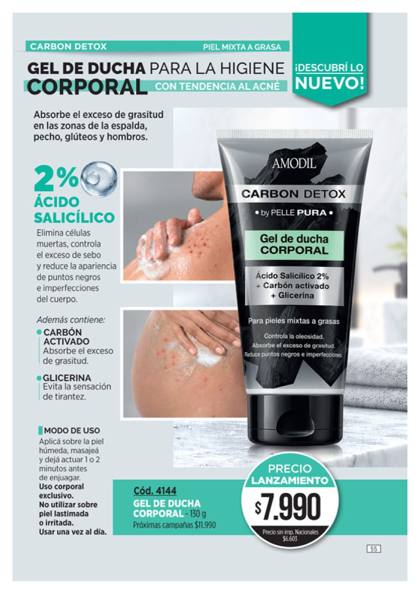 CARBON DETOX
PIEL MIXTA A GRASA
GEL DE DUCHA PARA LA HIGIENE
CORPORAL CON TENDENCIA AL ACNÉ
¡DESCUBRÍ LO
NUEVO!
Absorbe el exceso de grasitud
en las zonas de la espalda,
pecho, glúteos y hombros.
2%
ÁCIDO
SALICÍLICO
Elimina células
muertas, controla
el exceso de sebo
y reduce la apariencia
de puntos negros
e imperfecciones
del cuerpo.
Además contiene:
CARBÓN
ACTIVADO
Absorbe el exceso
de grasitud.
GLICERINA
Evita la sensación
de tirantez.
MODO DE USO
Aplicá sobre la piel
húmeda, masajeá
y dejá actuar 1 o 2
minutos antes
de enjuagar.
Uso corporal
exclusivo.
No utilizar sobre
piel lastimada
o irritada.
Usar una vez al día.
AMODIL
CARBON DETOX
• by PELLE PURA •
Gel de ducha
CORPORAL
Ácido Salicílico 2%
+ Carbón activado
+ Glicerina
Para pieles mixtas a grasas
Controla la oleosidad.
Absorbe el exceso de grasitud.
Reduce puntos negros e imperfecciones
Cód. 4144
GEL DE DUCHA
CORPORAL - 130 g
Próximas campañas $11.990
PRECIO
LANZAMIENTO
$7.990
Precio sin imp. Nacionales
$6.603
55